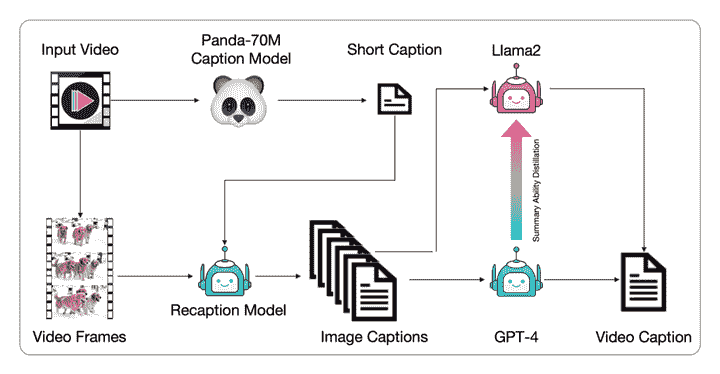 Input Video
Panda-70M
Caption Model
Short Caption
Llama2
Summary Ability Distillation
Video Frames
Recaption Model
Image Captions
GPT-4
Video Caption